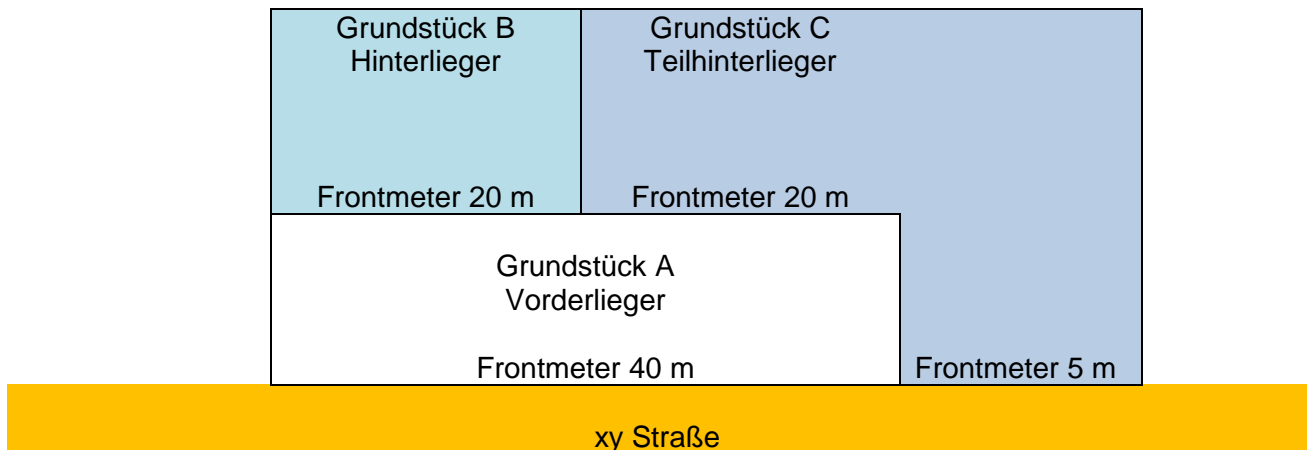 Grundstück B
Hinterlieger
Frontmeter 20 m
Grundstück C
Teilhinterlieger
Frontmeter 20 m
Grundstück A
Vorderlieger
Frontmeter 40 m
Frontmeter 5 m
xy Straße